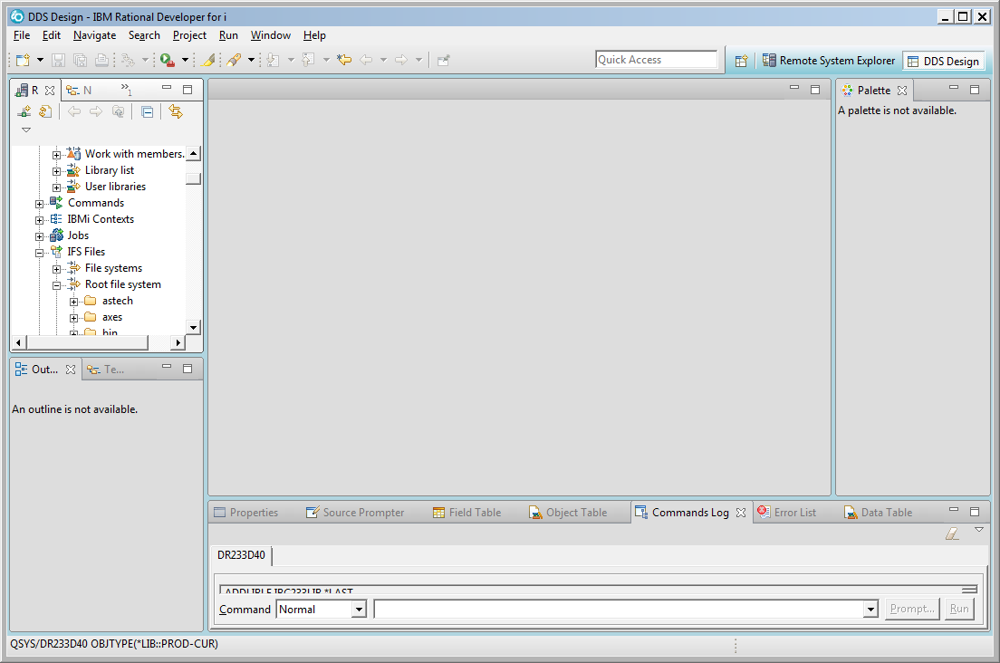 DDS Design - IBM Rational Developer for i
File Edit Navigate Search Project Run Window Help
Quick Access
Remote System Explorer
DDS Design
R
N
»1
Palette
A palette is not available.
Work with members.
Library list
User libraries
Commands
IBMi Contexts
Jobs
IFS Files
File systems
Root file system
astech
axes
bin
Out...
Te...
An outline is not available.
Properties
Source Prompter
Field Table
Object Table
Commands Log
Error List
Data Table
DR233D40
ADDLIBLE JRC233LIB *LAST
Command
Normal
Prompt...
Run
QSYS/DR233D40 OBJTYPE(*LIB::PROD-CUR)